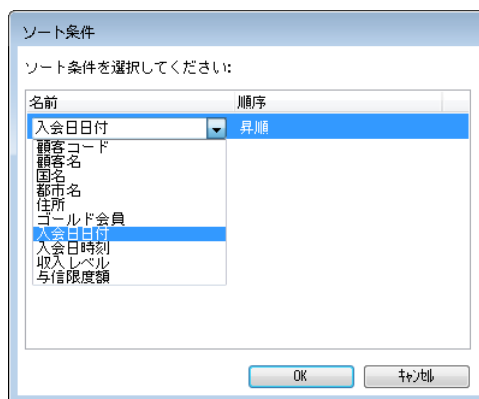 ソート条件
ソート条件を選択してください:
名前 順序
入会日日付 昇順
顧客コード
顧客名
国名
都市名
住所
ゴールド会員
入会日日付
入会日時刻
収入レベル
与信限度額
OK ｷｬﾝｾﾙ